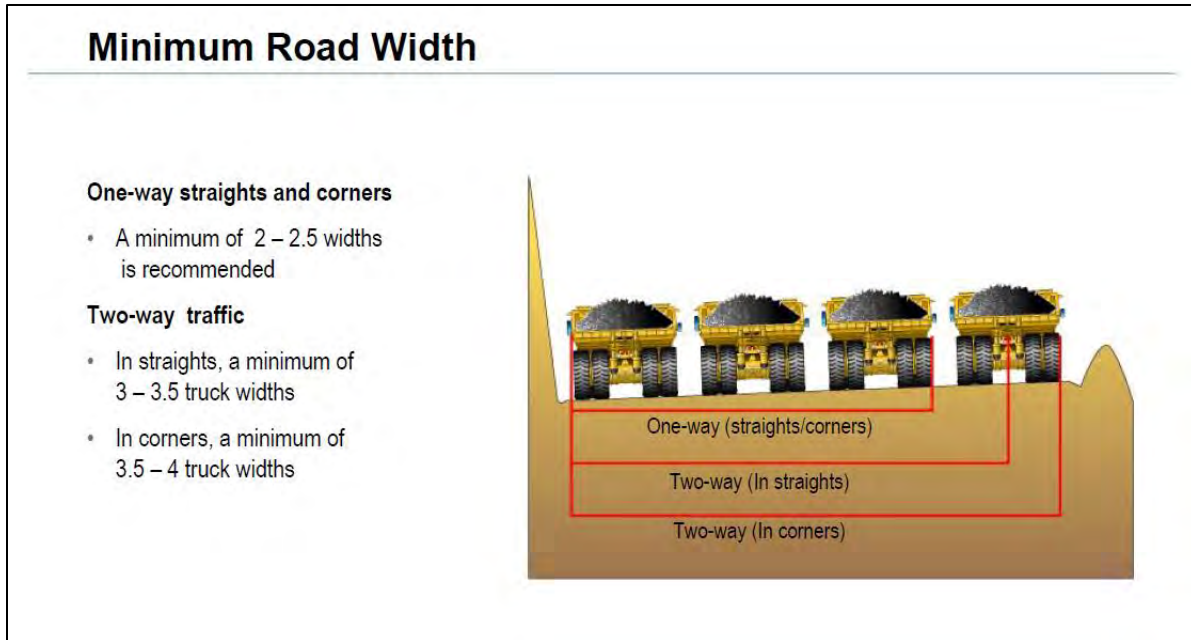 Minimum Road Width
One-way straights and corners
• A minimum of 2 – 2.5 widths
is recommended
Two-way traffic
• In straights, a minimum of
3 – 3.5 truck widths
• In corners, a minimum of
3.5 – 4 truck widths
One-way (straights/corners)
Two-way (In straights)
Two-way (In corners)